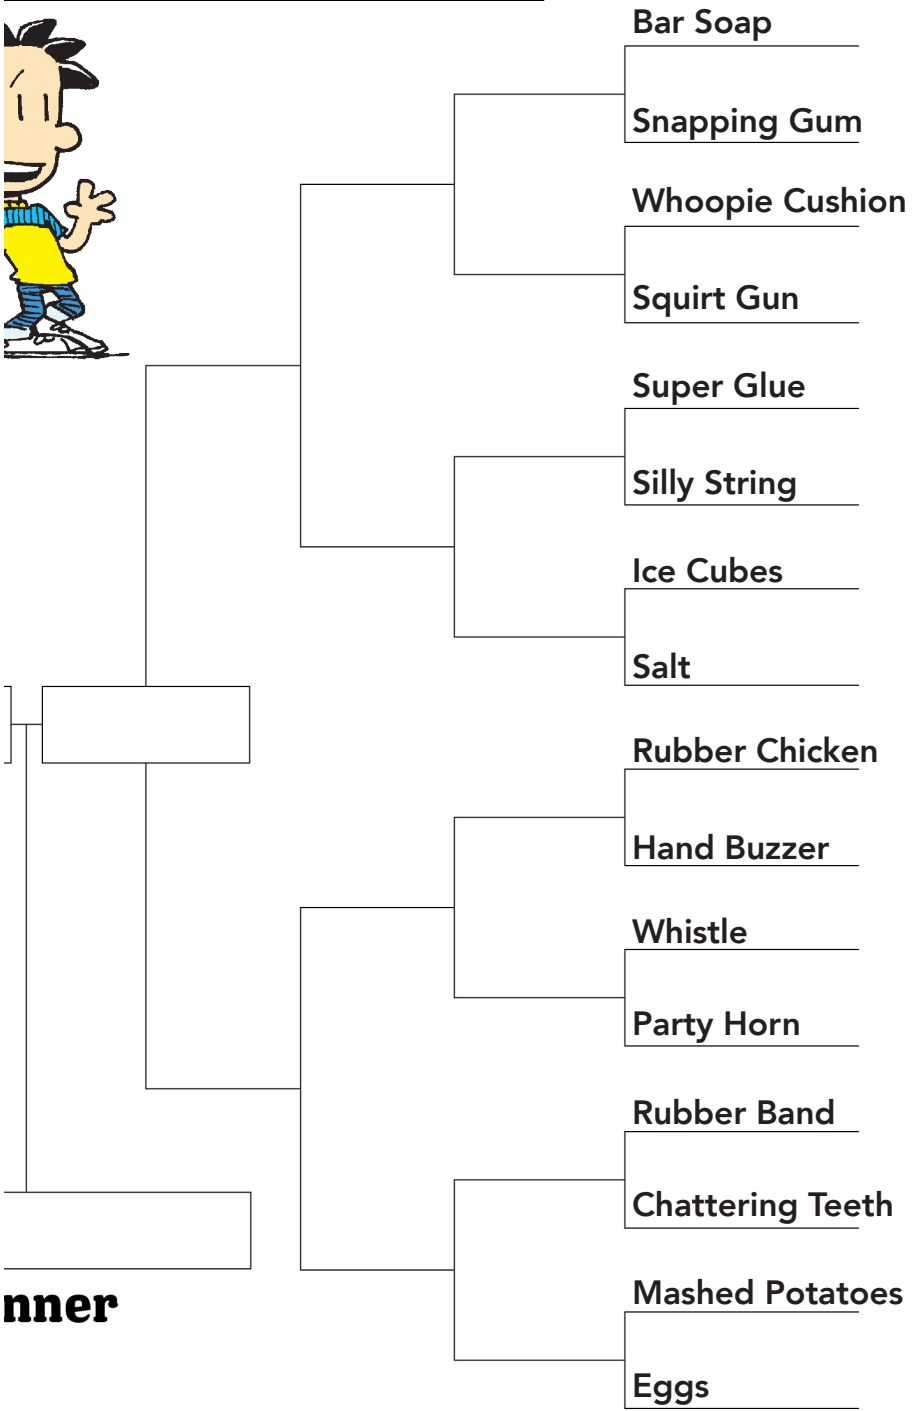 Bar Soap
Snapping Gum
Whoopie Cushion
Squirt Gun
Super Glue
Silly String
Ice Cubes
Salt
Rubber Chicken
Hand Buzzer
Whistle
Party Horn
Rubber Band
Chattering Teeth
Mashed Potatoes
nner
Eggs